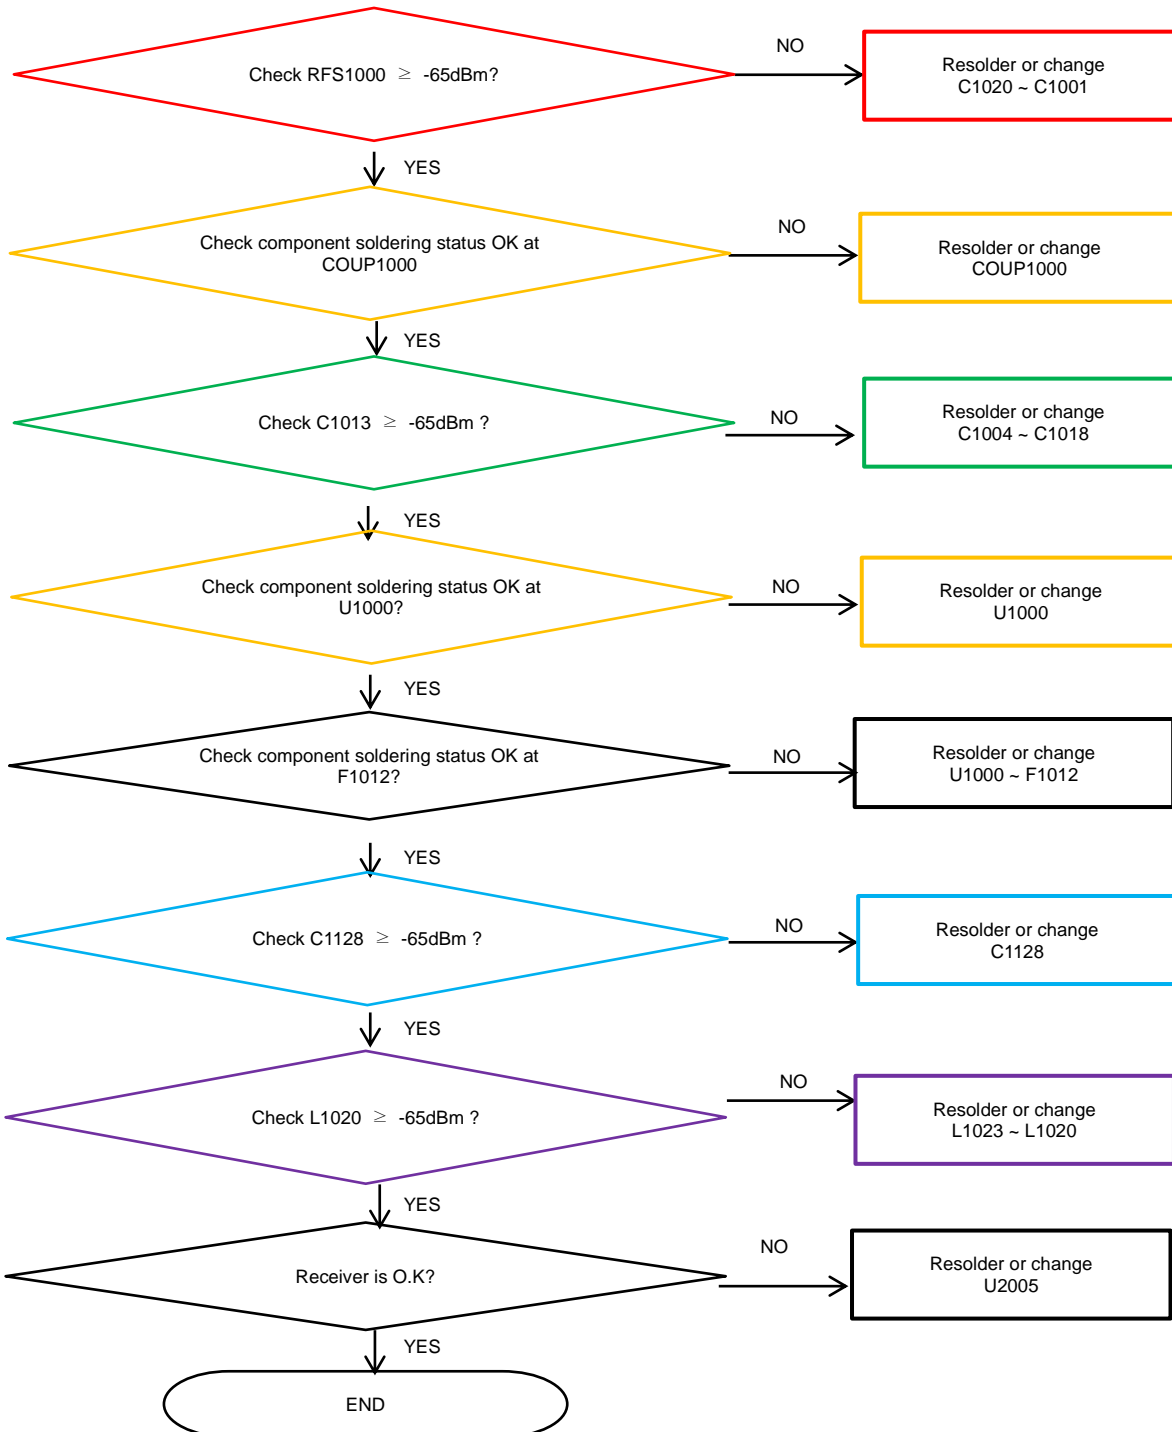 Check RFS1000 ≥ -65dBm?
NO
Resolder or change
C1020 ~ C1001
YES
Check component soldering status OK at
COUP1000
NO
Resolder or change
COUP1000
YES
Check C1013 ≥ -65dBm ?
NO
Resolder or change
C1004 ~ C1018
YES
Check component soldering status OK at
U1000?
NO
Resolder or change
U1000
YES
Check component soldering status OK at
F1012?
NO
Resolder or change
U1000 ~ F1012
YES
Check C1128 ≥ -65dBm ?
NO
Resolder or change
C1128
YES
Check L1020 ≥ -65dBm ?
NO
Resolder or change
L1023 ~ L1020
YES
Receiver is O.K?
NO
Resolder or change
U2005
YES
END